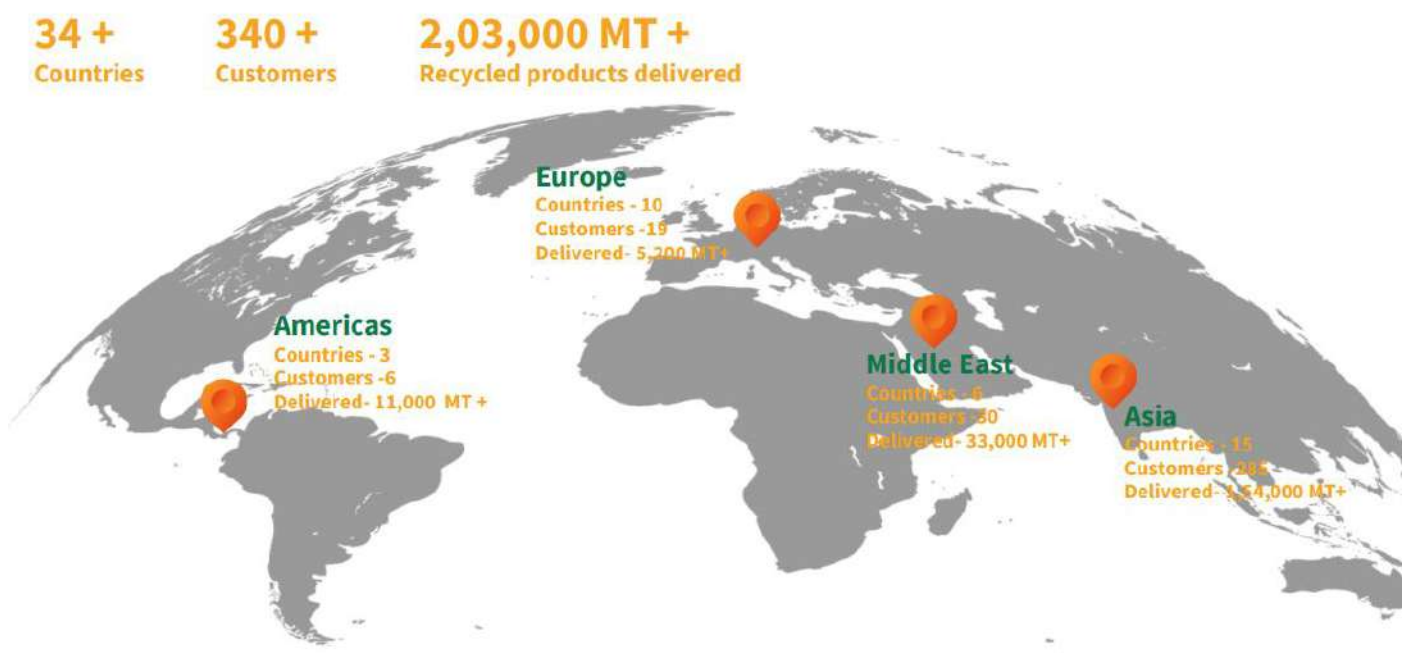 34 +
Countries
340 +
Customers
2,03,000 MT +
Recycled products delivered
Europe
Countries - 10
Customers -19
Delivered- 5,200 MT+
Americas
Countries - 3
Customers -6
Delivered- 11,000 MT +
Middle East
Countries - 6
Customers -30
Delivered- 33,000 MT+
Asia
Countries - 15
Customers -285
Delivered- 1,54,000 MT+